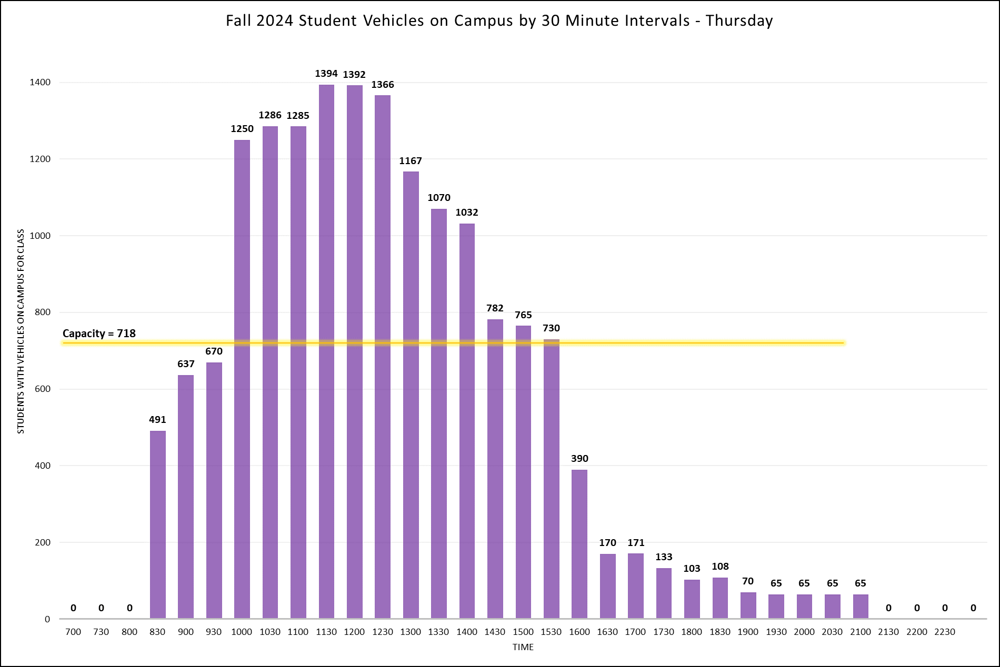 Fall 2024 Student Vehicles on Campus by 30 Minute Intervals - Thursday
STUDENTS WITH VEHICLES ON CAMPUS FOR CLASS
1400
1200
1000
800
600
400
200
0
Capacity = 718
0 0 0 491 637 670 1250 1286 1285 1394 1392 1366 1167 1070 1032 782 765 730 390 170 171 133 103 108 70 65 65 65 65 0 0 0 0
700 730 800 830 900 930 1000 1030 1100 1130 1200 1230 1300 1330 1400 1430 1500 1530 1600 1630 1700 1730 1800 1830 1900 1930 2000 2030 2100 2130 2200 2230
TIME